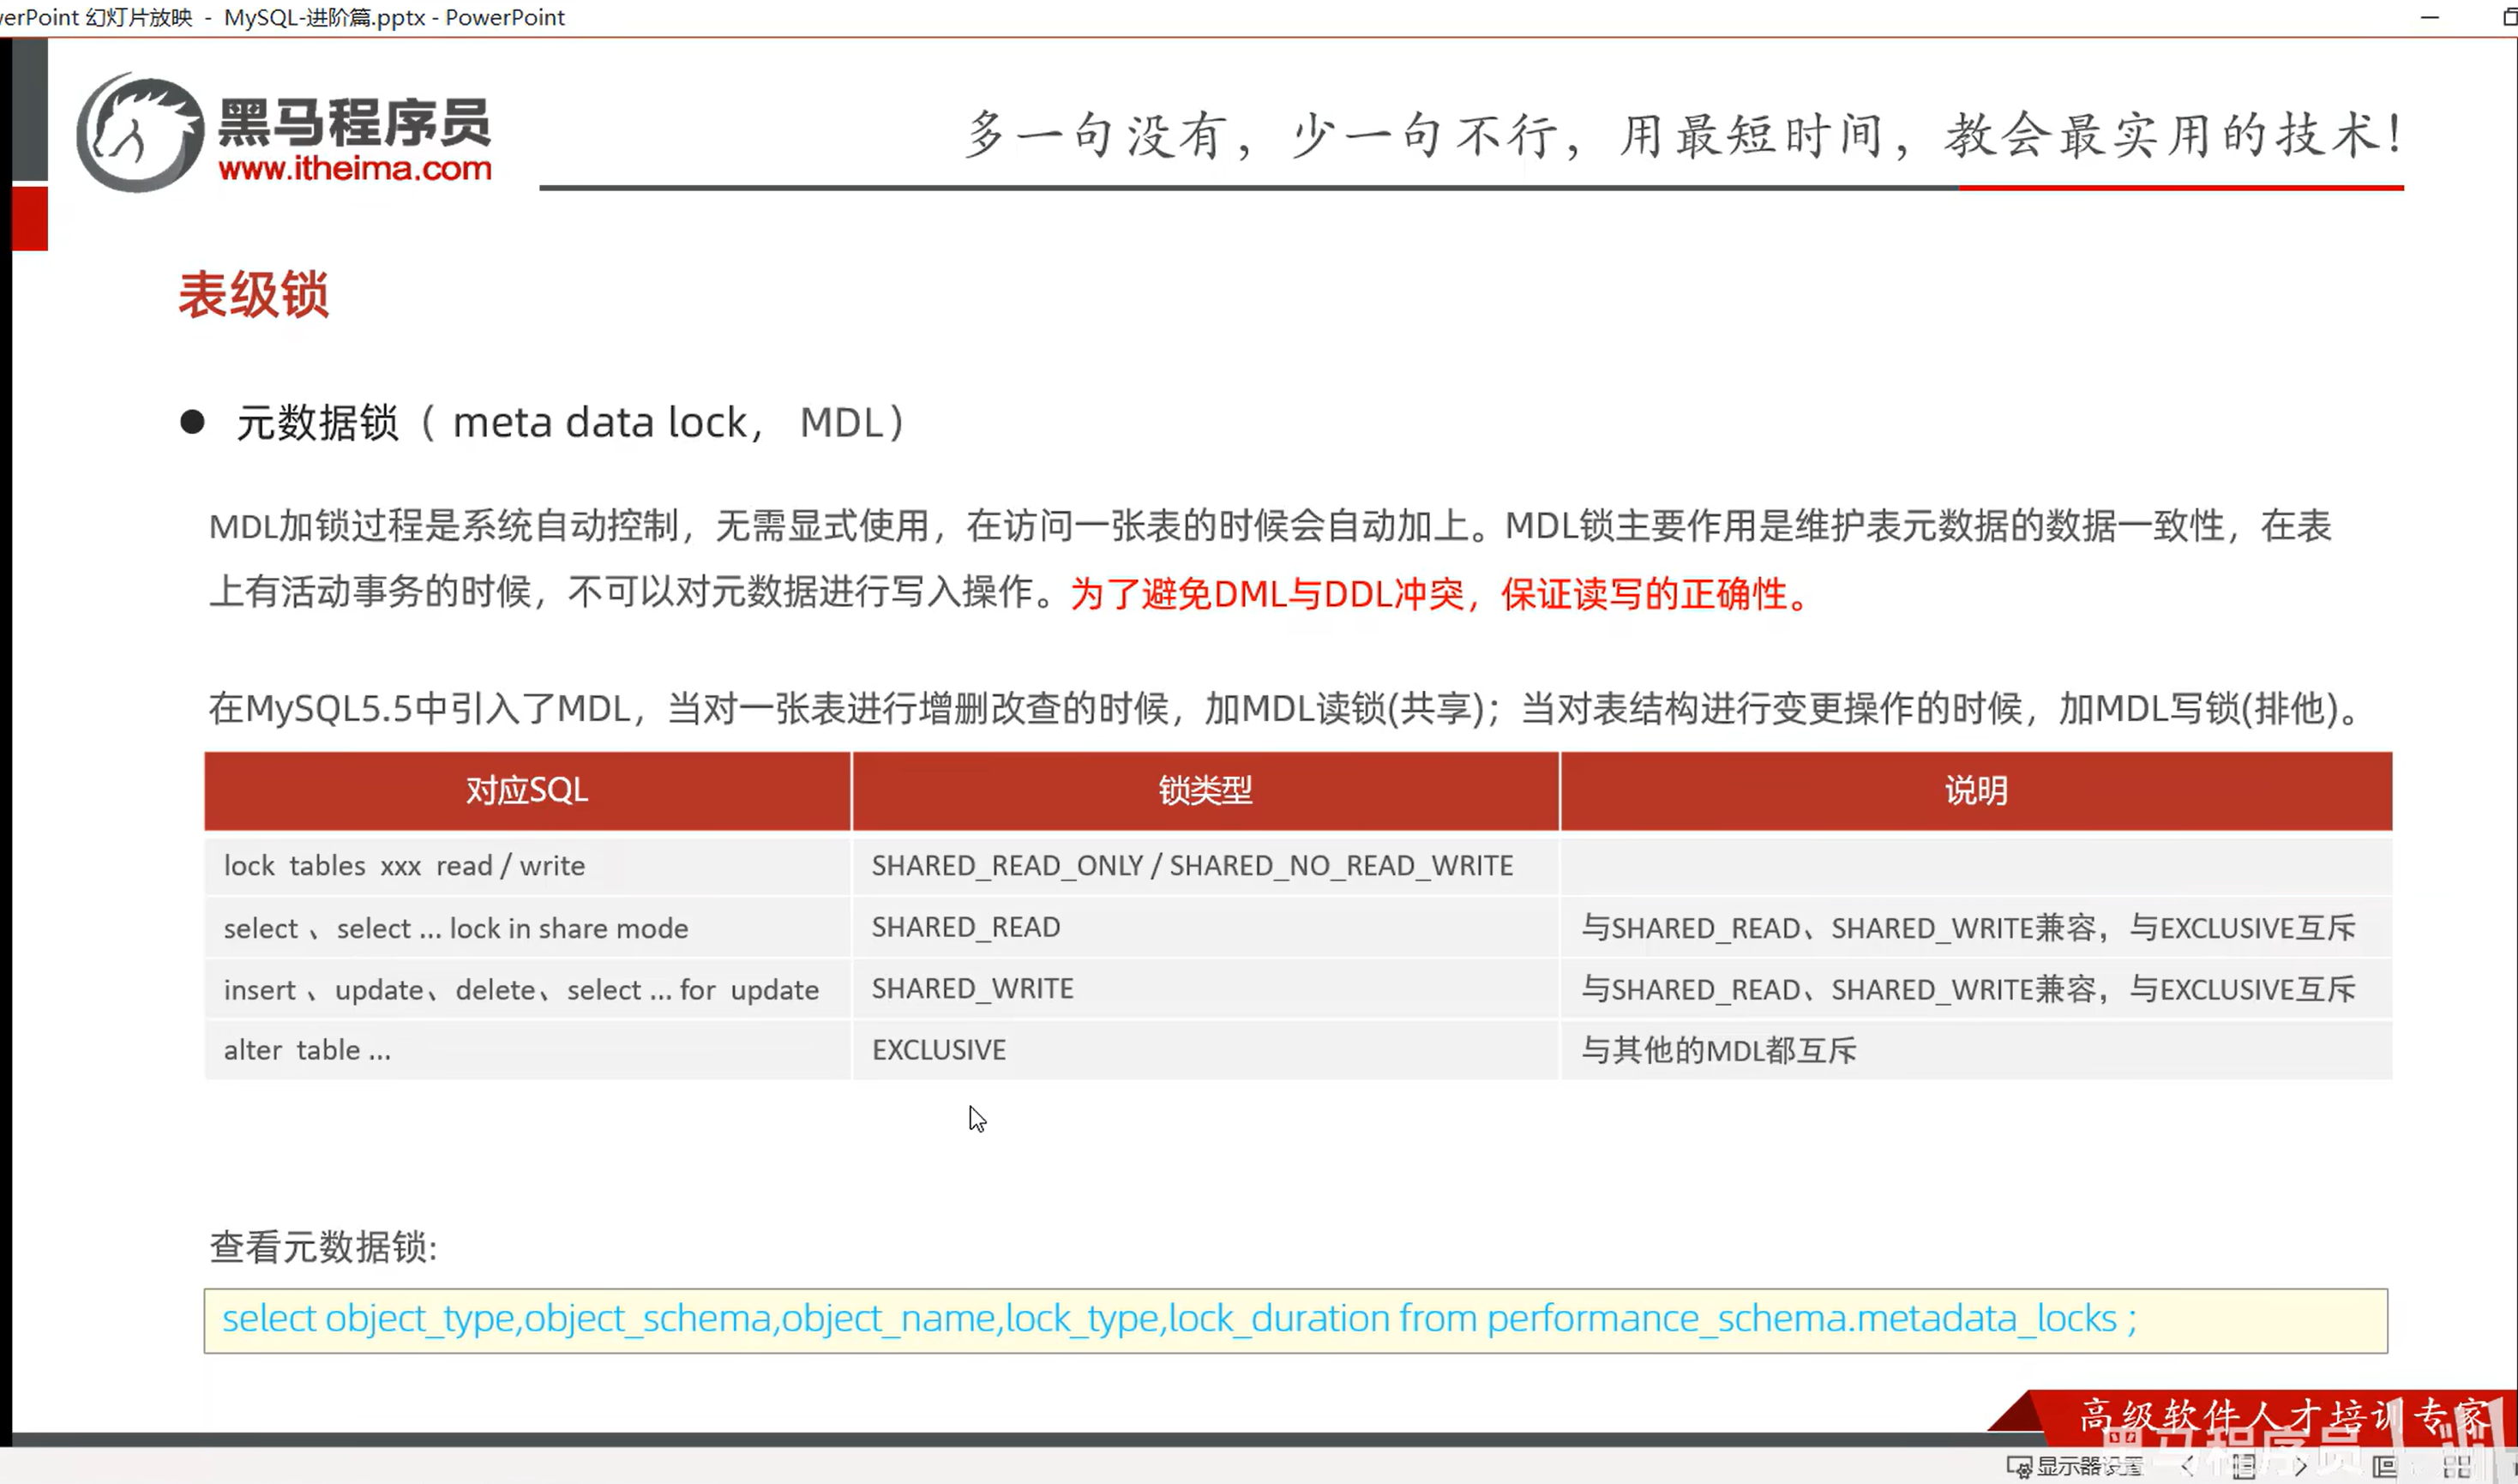 erPoint 幻灯片放映 - MySQL-进阶篇.pptx - PowerPoint
黑马程序员
www.itheima.com
多一句没有，少一句不行，用最短时间，教会最实用的技术！
表级锁
● 元数据锁（ meta data lock， MDL）
MDL加锁过程是系统自动控制，无需显式使用，在访问一张表的时候会自动加上。MDL锁主要作用是维护表元数据的数据一致性，在表
上有活动事务的时候，不可以对元数据进行写入操作。为了避免DML与DDL冲突，保证读写的正确性。
在MySQL5.5中引入了MDL，当对一张表进行增删改查的时候，加MDL读锁(共享)；当对表结构进行变更操作的时候，加MDL写锁(排他)。
对应SQL 锁类型 说明
lock tables xxx read / write SHARED_READ_ONLY / SHARED_NO_READ_WRITE
select 、select ... lock in share mode SHARED_READ 与SHARED_READ、SHARED_WRITE兼容，与EXCLUSIVE互斥
insert 、update、delete、select ... for update SHARED_WRITE 与SHARED_READ、SHARED_WRITE兼容，与EXCLUSIVE互斥
alter table ... EXCLUSIVE 与其他的MDL都互斥
查看元数据锁:
select object_type,object_schema,object_name,lock_type,lock_duration from performance_schema.metadata_locks ;
高级软件人才培训专家
黑马程序员
显示器设置